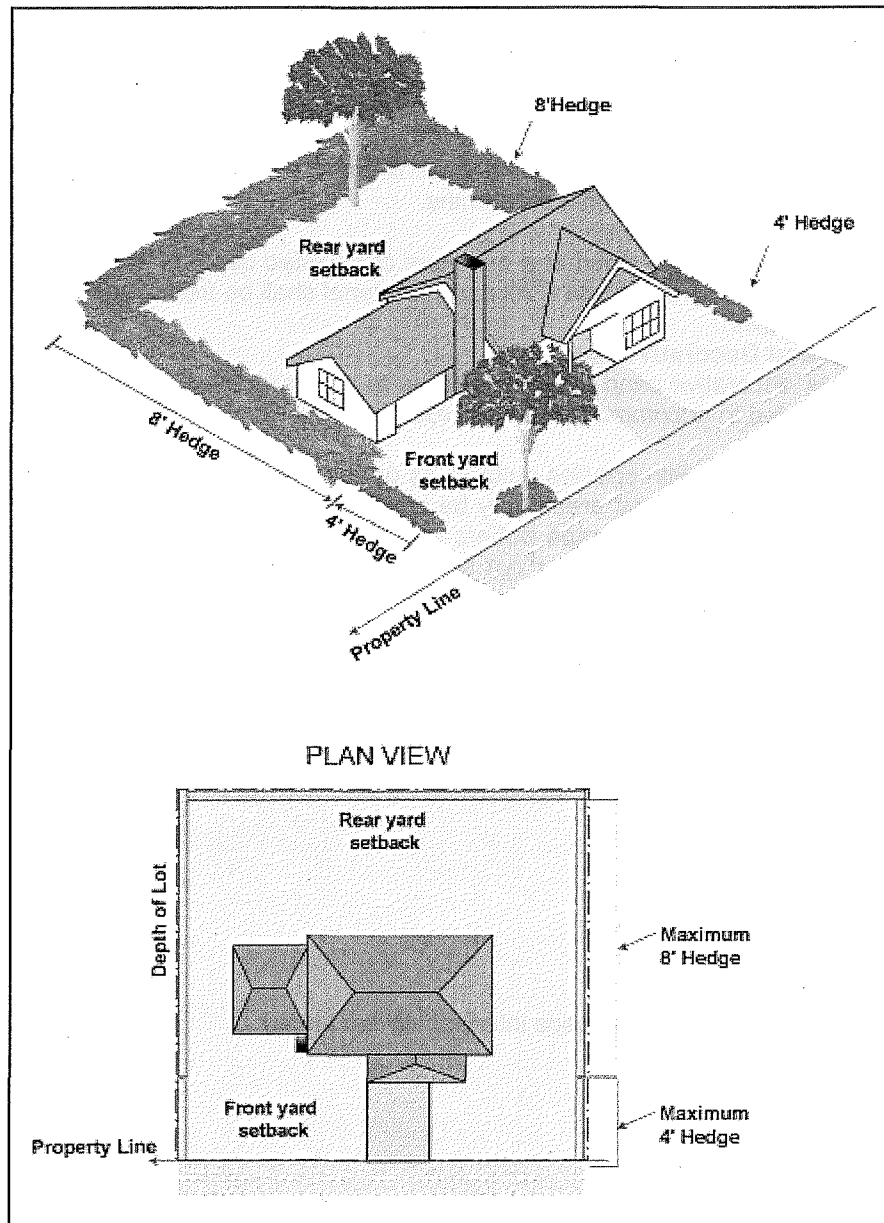 8'Hedge
4' Hedge
Rear yard
setback
8' Hedge
Front yard
setback
4' Hedge
Property Line
PLAN VIEW
Rear yard
setback
Depth of Lot
Maximum
8' Hedge
Front yard
setback
Maximum
4' Hedge
Property Line